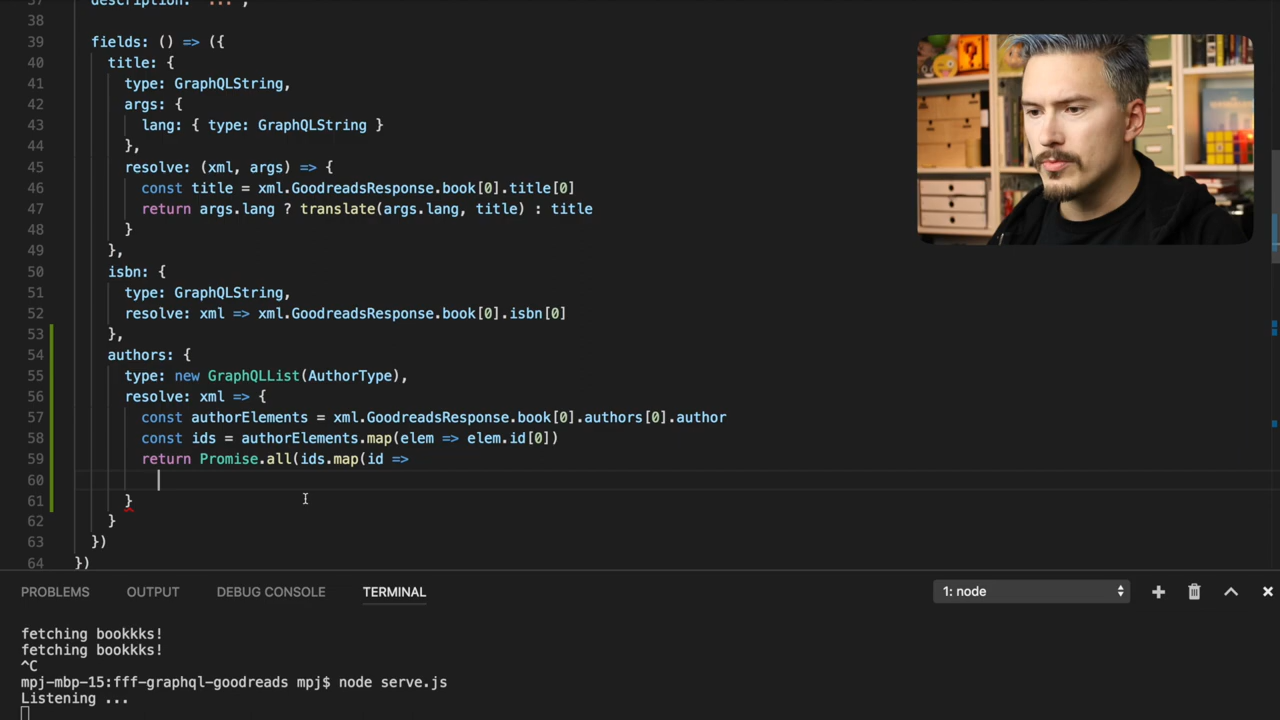 37 description: '...',
38
39 fields: () => ({
40 title: {
41 type: GraphQLString,
42 args: {
43 lang: { type: GraphQLString }
44 },
45 resolve: (xml, args) => {
46 const title = xml.GoodreadsResponse.book[0].title[0]
47 return args.lang ? translate(args.lang, title) : title
48 }
49 },
50 isbn: {
51 type: GraphQLString,
52 resolve: xml => xml.GoodreadsResponse.book[0].isbn[0]
53 },
54 authors: {
55 type: new GraphQLList(AuthorType),
56 resolve: xml => {
57 const authorElements = xml.GoodreadsResponse.book[0].authors[0].author
58 const ids = authorElements.map(elem => elem.id[0])
59 return Promise.all(ids.map(id =>
60
61 }
62 }
63 })
64 })
PROBLEMS OUTPUT DEBUG CONSOLE TERMINAL 1: node
fetching bookkks!
fetching bookkks!
^C
mpj-mbp-15:fff-graphql-goodreads mpj$ node serve.js
Listening ...